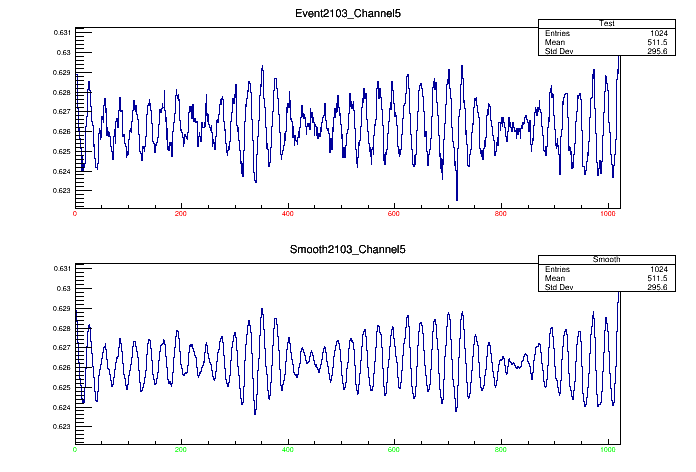 Event2103_Channel5
Test
Entries 1024
Mean 511.5
Std Dev 295.6
0.631
0.63
0.629
0.628
0.627
0.626
0.625
0.624
0.623
0 200 400 600 800 1000
Smooth2103_Channel5
Smooth
Entries 1024
Mean 511.5
Std Dev 295.6
0.631
0.63
0.629
0.628
0.627
0.626
0.625
0.624
0.623
0 200 400 600 800 1000